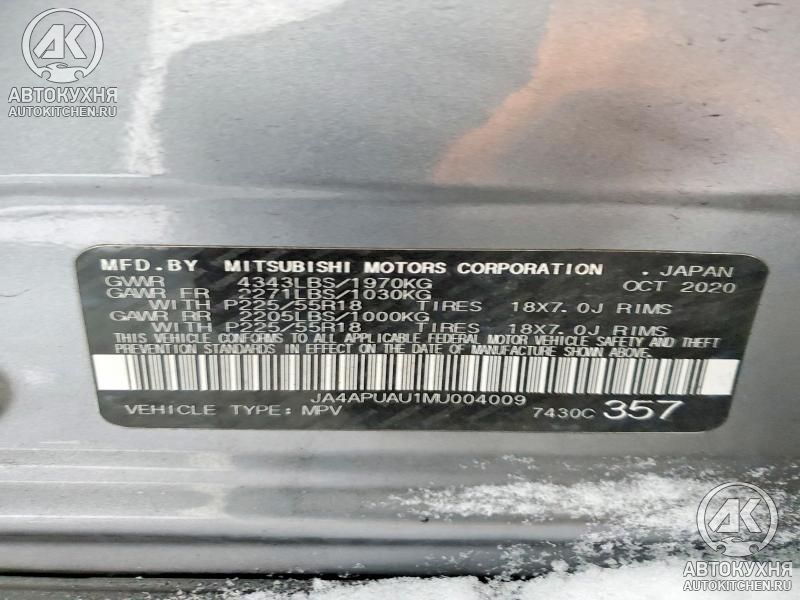 АК
АВТОКУХНЯ
AUTOKITCHEN.RU
MFD.BY MITSUBISHI MOTORS CORPORATION . JAPAN
GVWR 4343LBS/1970KG OCT 2020
GAWR FR 2271LBS/1030KG
WITH P225/55R18 TIRES 18X7.0J RIMS
GAWR RR 2205LBS/1000KG
WITH P225/55R18 TIRES 18X7.0J RIMS
THIS VEHICLE CONFORMS TO ALL APPLICABLE FEDERAL MOTOR VEHICLE SAFETY AND THEFT
PREVENTION STANDARDS IN EFFECT ON THE DATE OF MANUFACTURE SHOWN ABOVE.
JA4APUAU1MU004009
VEHICLE TYPE: MPV 7430C 357
АК
АВТОКУХНЯ
AUTOKITCHEN.RU